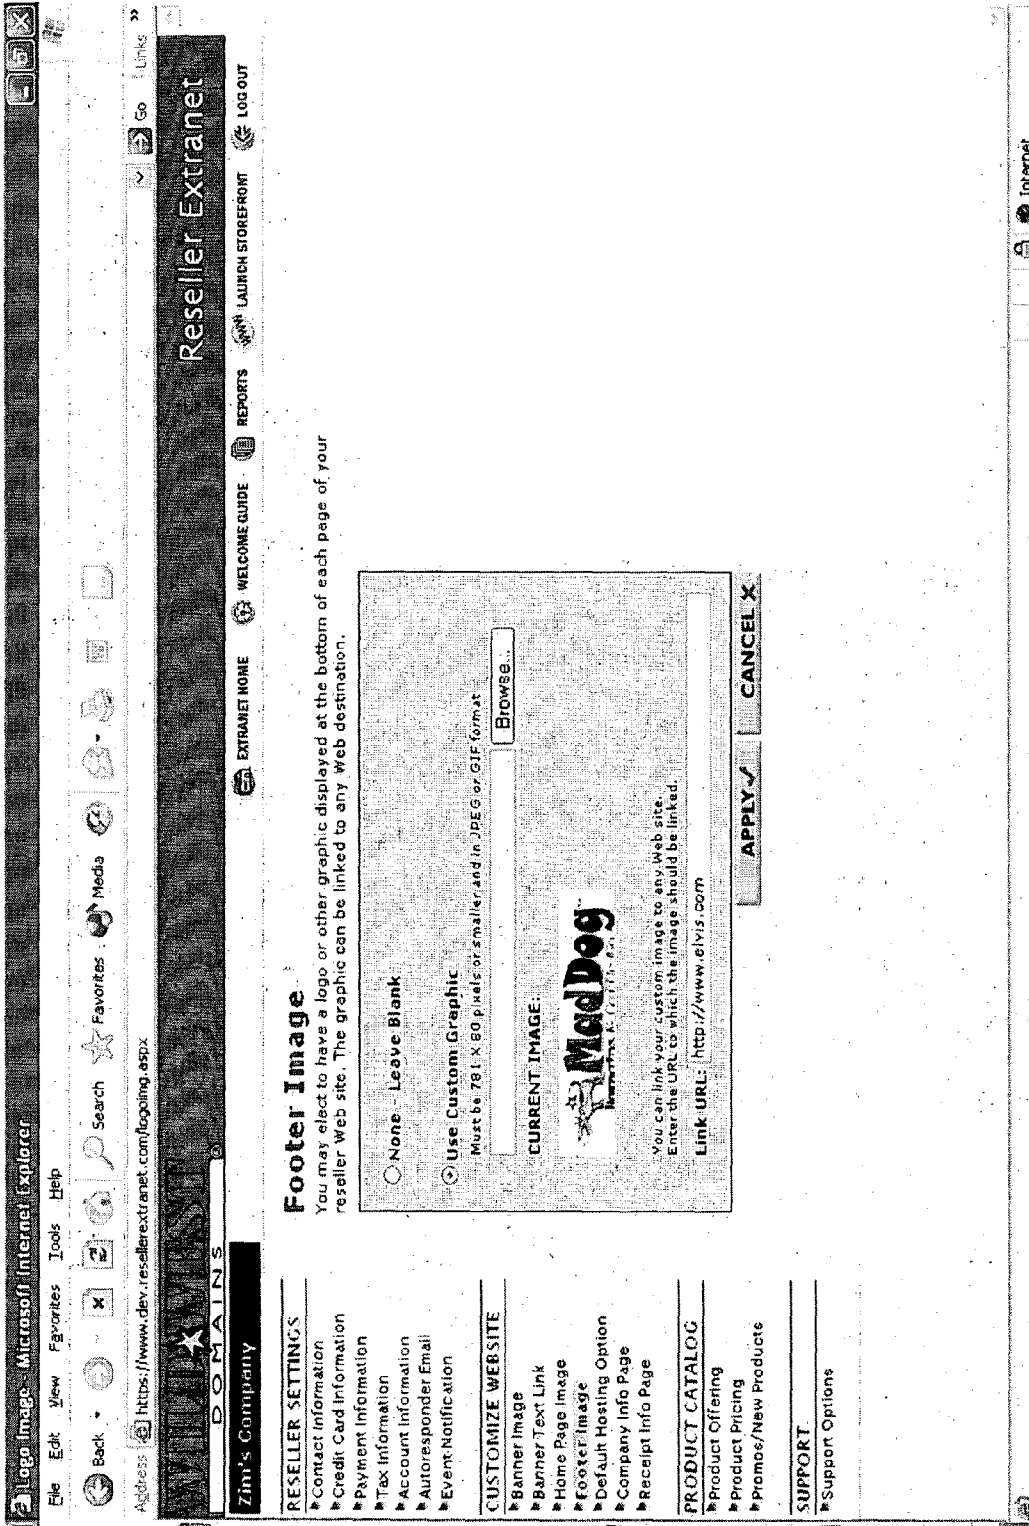 Logo Image - Microsoft Internet Explorer
File Edit View Favorites Tools Help
Back Search Favorites Media
Address https://www.dev.resellerextranet.com/logoimg.aspx Go Links »
WILD WEST
DOMAINS
Reseller Extranet
Zim's Company
EXTRANET HOME WELCOME GUIDE REPORTS WWW LAUNCH STOREFRONT LOG OUT
RESELLER SETTINGS
Contact Information
Credit Card Information
Payment Information
Tax Information
Account Information
Autoresponder Email
Event Notification
CUSTOMIZE WEBSITE
Banner Image
Banner Text Link
Home Page Image
Footer Image
Default Hosting Option
Company Info Page
Receipt Info Page
PRODUCT CATALOG
Product Offering
Product Pricing
Promos/New Products
SUPPORT
Support Options
Footer Image
You may elect to have a logo or other graphic displayed at the bottom of each page of your
reseller Web site. The graphic can be linked to any Web destination.
None - Leave Blank
Use Custom Graphic
Must be 781 X 80 pixels or smaller and in JPEG or GIF format
Browse...
CURRENT IMAGE:
Mad Dog
You can link your custom image to any Web site.
Enter the URL to which the image should be linked.
Link URL: http://www.elvis.com
APPLY CANCEL X
Internet